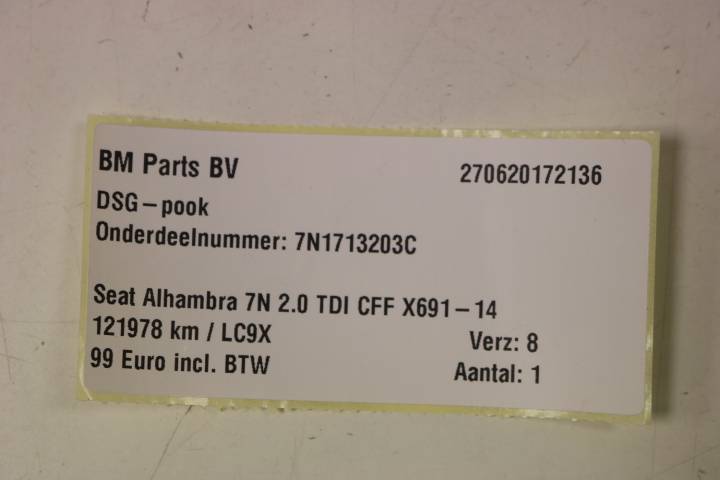 BM Parts BV 270620172136
DSG-pook
Onderdeelnummer: 7N1713203C
Seat Alhambra 7N 2.0 TDI CFF X691-14
121978 km / LC9X Verz: 8
99 Euro incl. BTW Aantal: 1